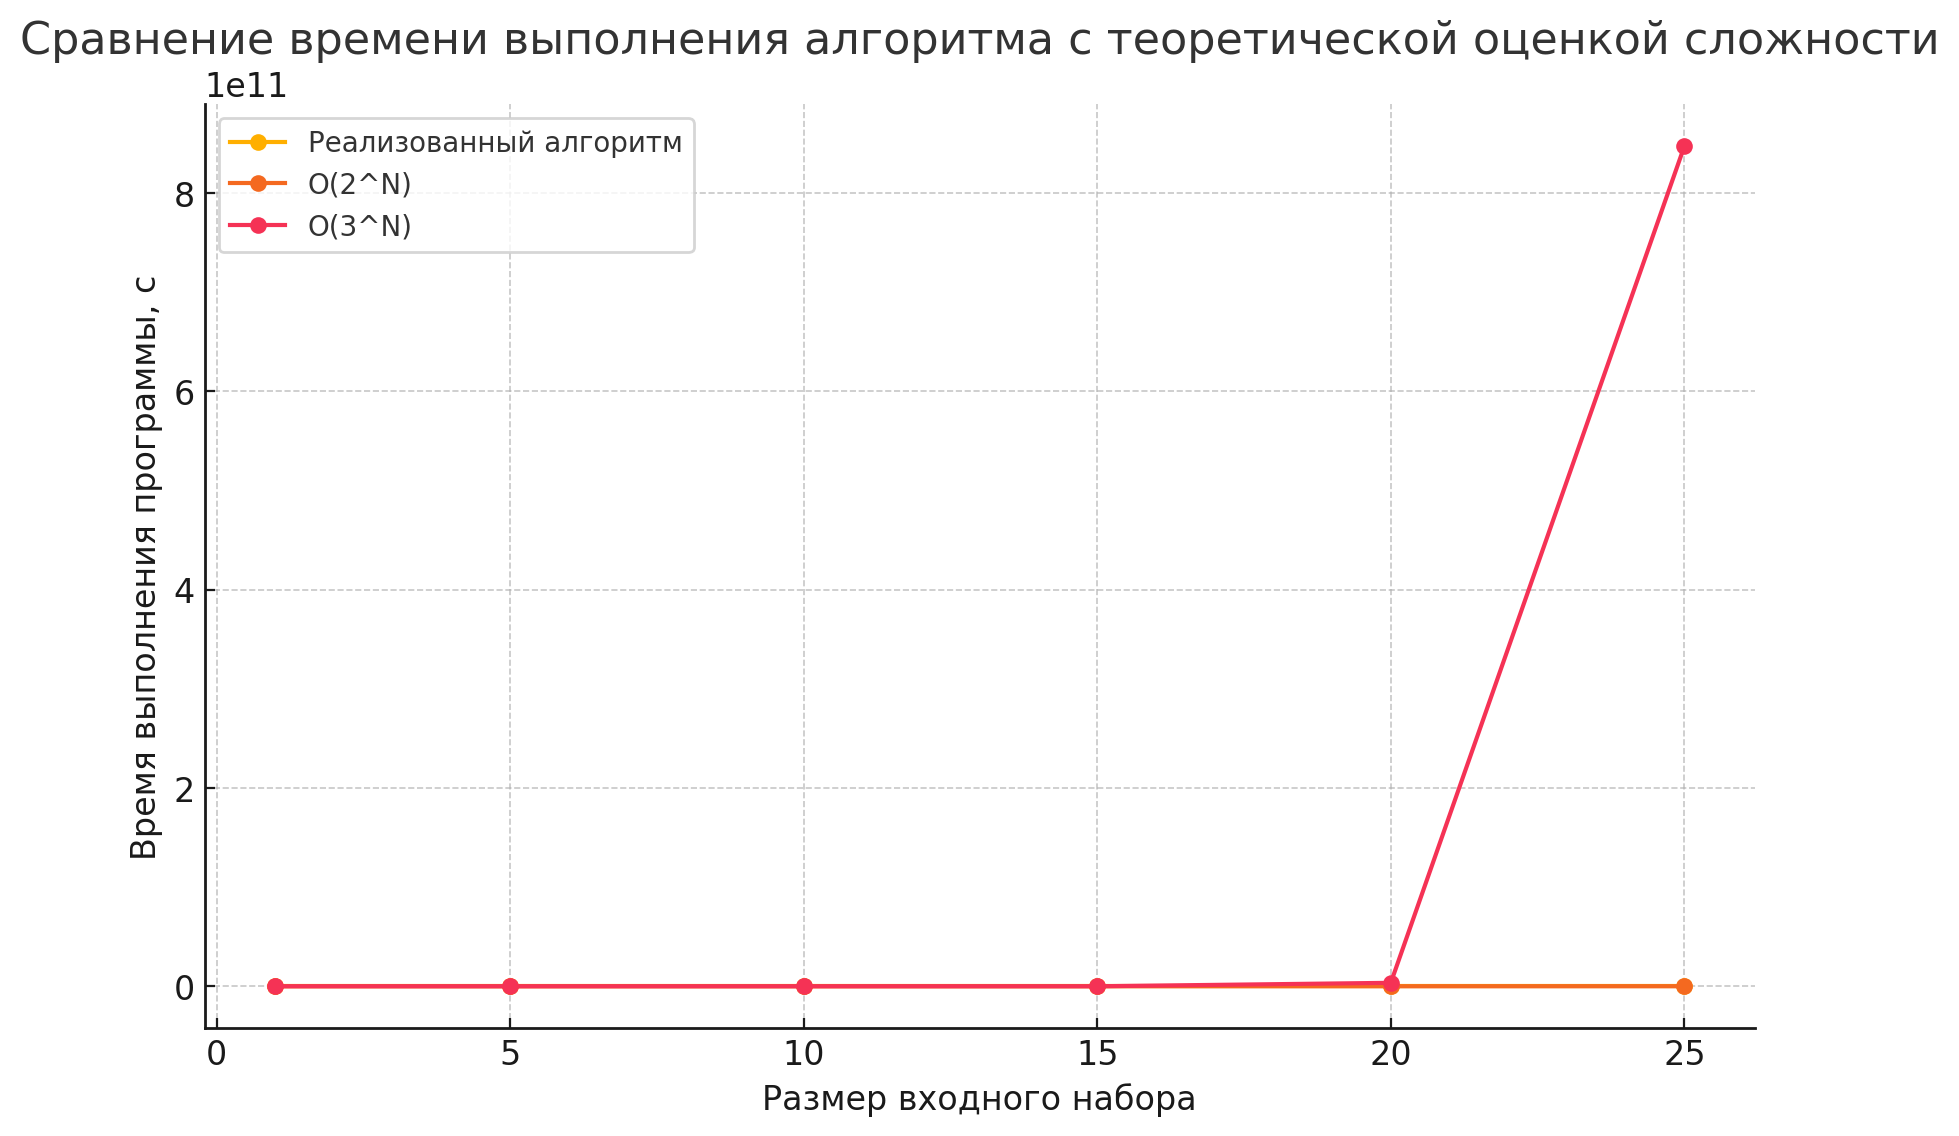 Сравнение времени выполнения алгоритма с теоретической оценкой сложности
1e11
Реализованный алгоритм
O(2^N)
O(3^N)
8
6
4
2
0
Время выполнения программы, с
0 5 10 15 20 25
Размер входного набора